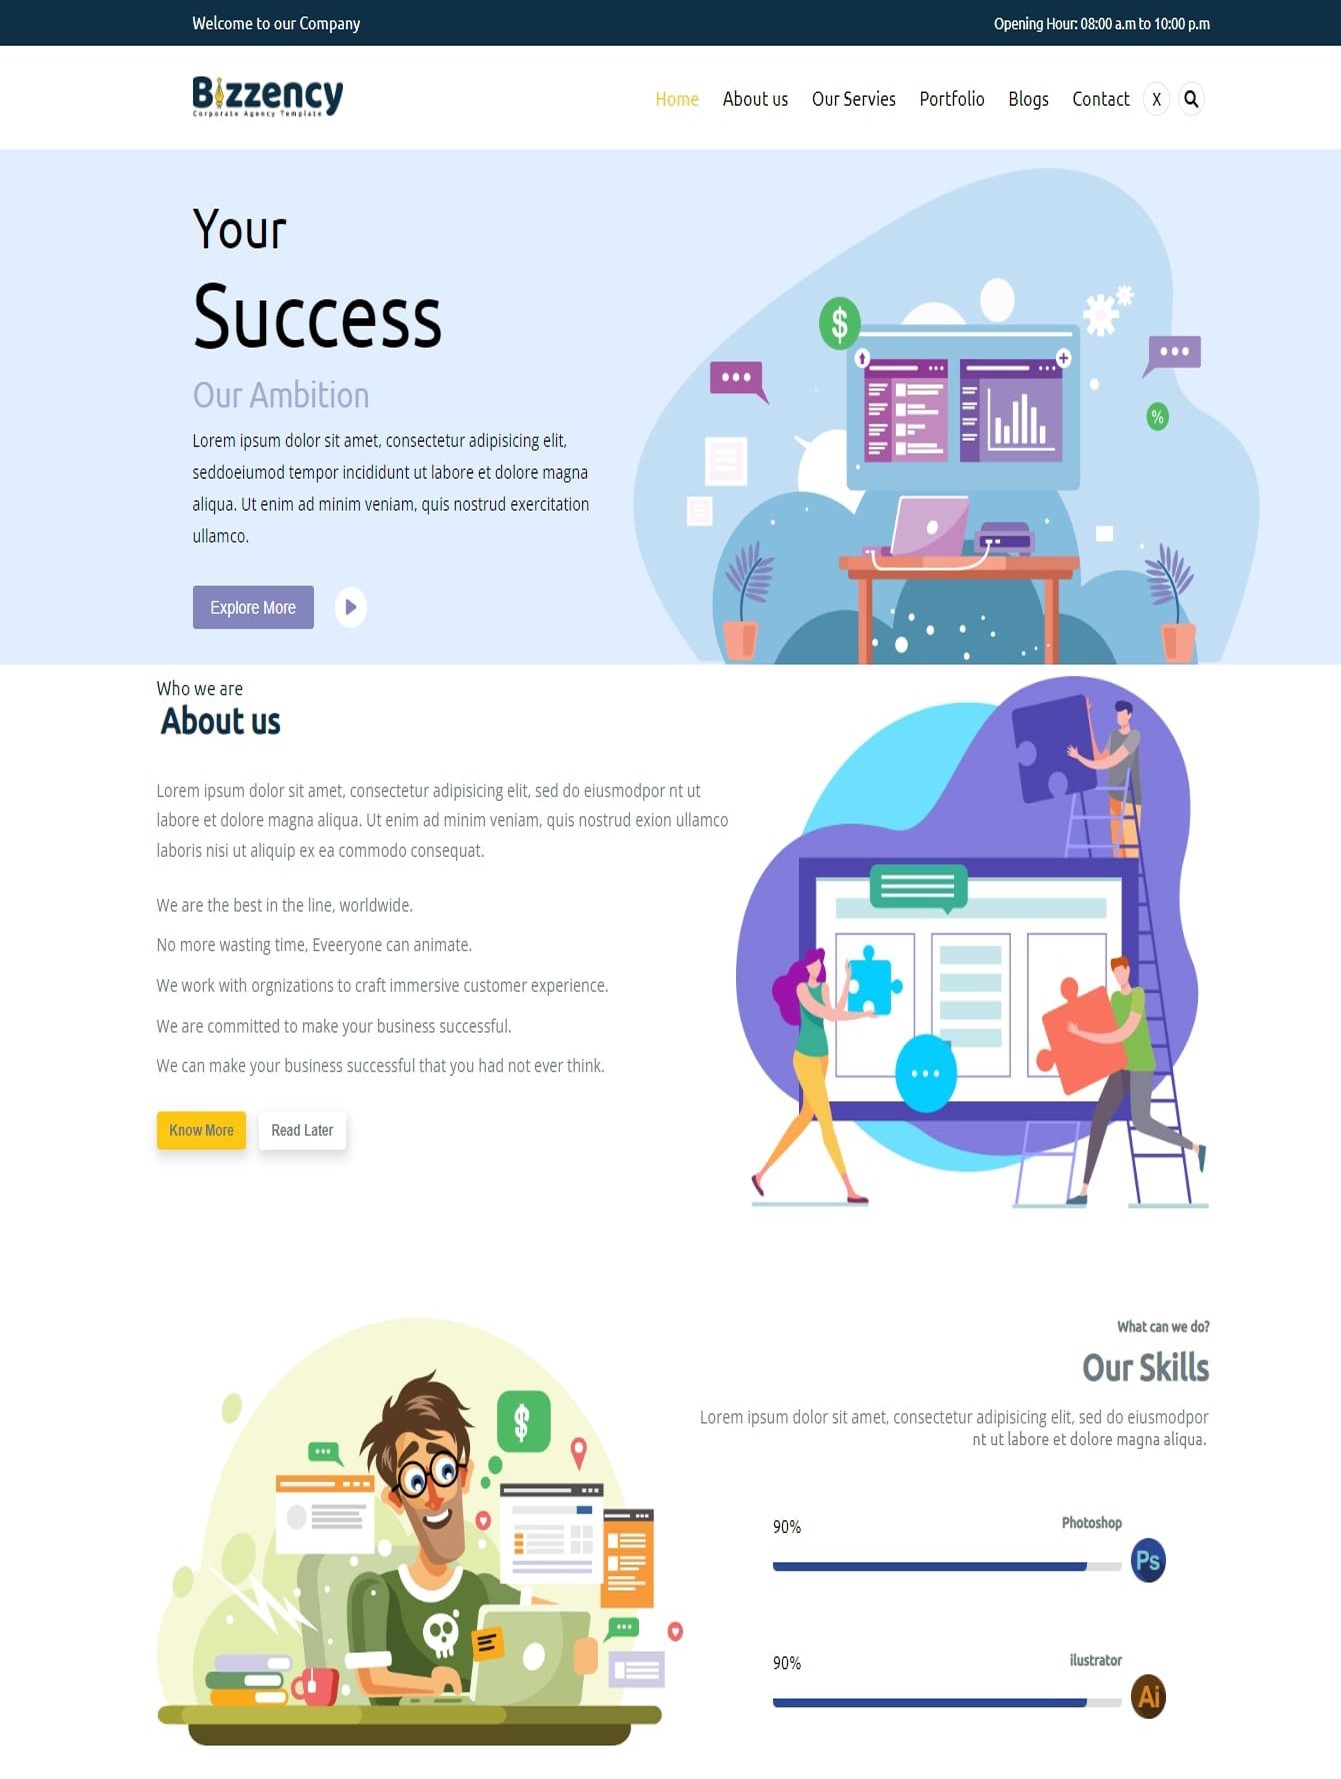 Welcome to our Company
Opening Hour: 08:00 a.m to 10:00 p.m
Bizzency
Corporate Agency Template
Home About us Our Servies Portfolio Blogs Contact X
Your
Success
Our Ambition
Lorem ipsum dolor sit amet, consectetur adipisicing elit,
seddoeiumod tempor incididunt ut labore et dolore magna
aliqua. Ut enim ad minim veniam, quis nostrud exercitation
ullamco.
Explore More
$
%
Who we are
About us
Lorem ipsum dolor sit amet, consectetur adipisicing elit, sed do eiusmodpor nt ut
labore et dolore magna aliqua. Ut enim ad minim veniam, quis nostrud exion ullamco
laboris nisi ut aliquip ex ea commodo consequat.
We are the best in the line, worldwide.
No more wasting time, Eveeryone can animate.
We work with orgnizations to craft immersive customer experience.
We are committed to make your business successful.
We can make your business successful that you had not ever think.
Know More
Read Later
$
What can we do?
Our Skills
Lorem ipsum dolor sit amet, consectetur adipisicing elit, sed do eiusmodpor
nt ut labore et dolore magna aliqua.
90%
Photoshop
Ps
90%
ilustrator
Ai